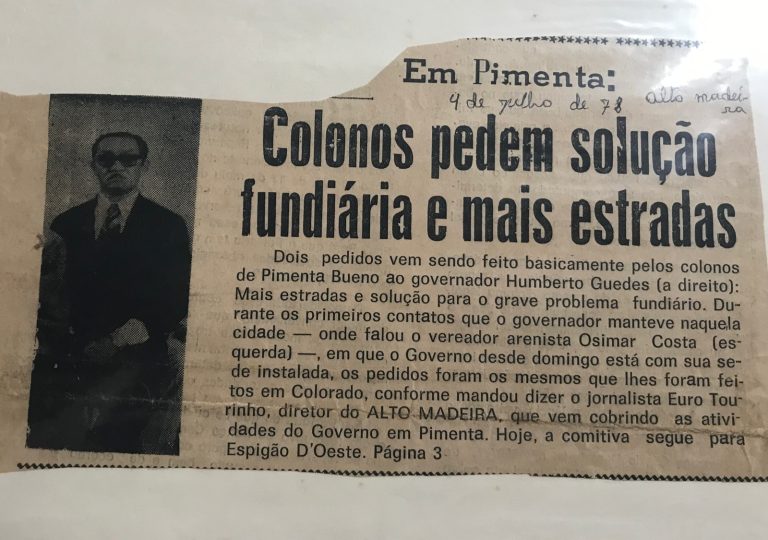 Em Pimenta:
4 de julho de 78 Alto madei-
ra
Colonos pedem solução
fundiária e mais estradas
Dois pedidos vem sendo feito basicamente pelos colonos
de Pimenta Bueno ao governador Humberto Guedes (a direito):
Mais estradas e solução para o grave problema fundiário. Du-
rante os primeiros contatos que o governador manteve naquela
cidade — onde falou o vereador arenista Osimar Costa (es-
querda) —, em que o Governo desde domingo está com sua se-
de instalada, os pedidos foram os mesmos que lhes foram fei-
tos em Colorado, conforme mandou dizer o jornalista Euro Tou-
rinho, diretor do ALTO MADEIRA, que vem cobrindo as ativi-
dades do Governo em Pimenta. Hoje, a comitiva segue para
Espigão D'Oeste. Página 3